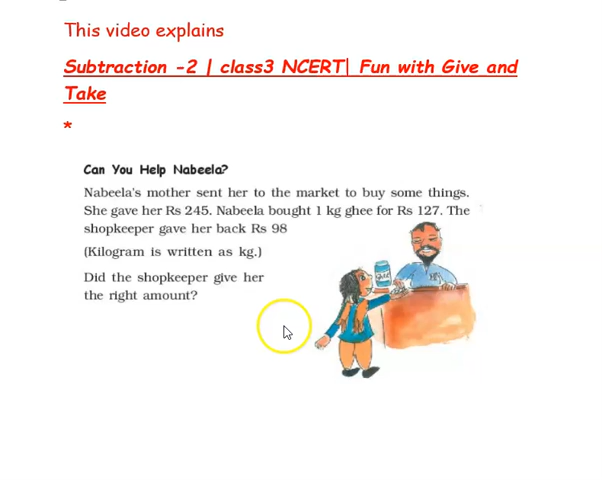 This video explains
Subtraction -2 | class3 NCERT| Fun with Give and
Take
*
Can You Help Nabeela?
Nabeela's mother sent her to the market to buy some things.
She gave her Rs 245. Nabeela bought 1 kg ghee for Rs 127. The
shopkeeper gave her back Rs 98
(Kilogram is written as kg.)
Did the shopkeeper give her
the right amount?